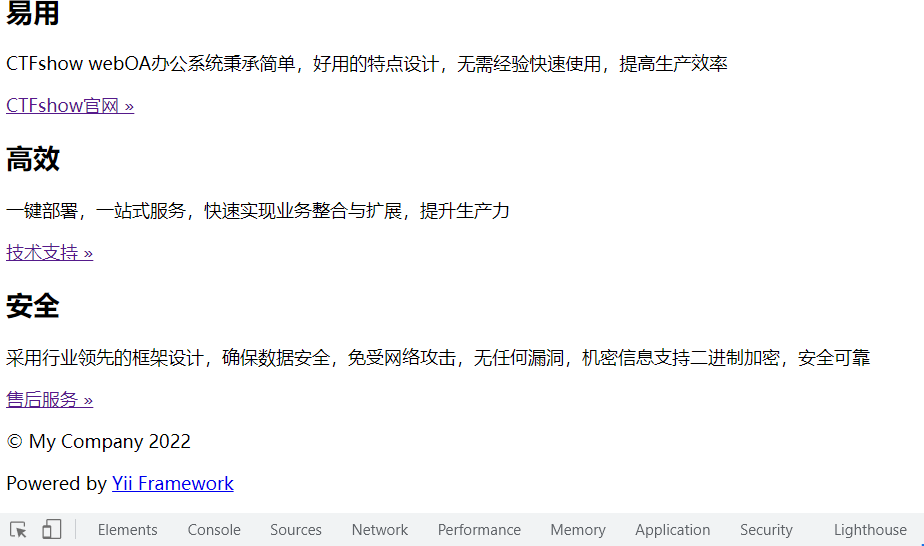 易用
CTFshow webOA办公系统秉承简单，好用的特点设计，无需经验快速使用，提高生产效率
CTFshow官网 »
高效
一键部署，一站式服务，快速实现业务整合与扩展，提升生产力
技术支持 »
安全
采用行业领先的框架设计，确保数据安全，免受网络攻击，无任何漏洞，机密信息支持二进制加密，安全可靠
售后服务 »
© My Company 2022
Powered by Yii Framework
Elements Console Sources Network Performance Memory Application Security Lighthouse